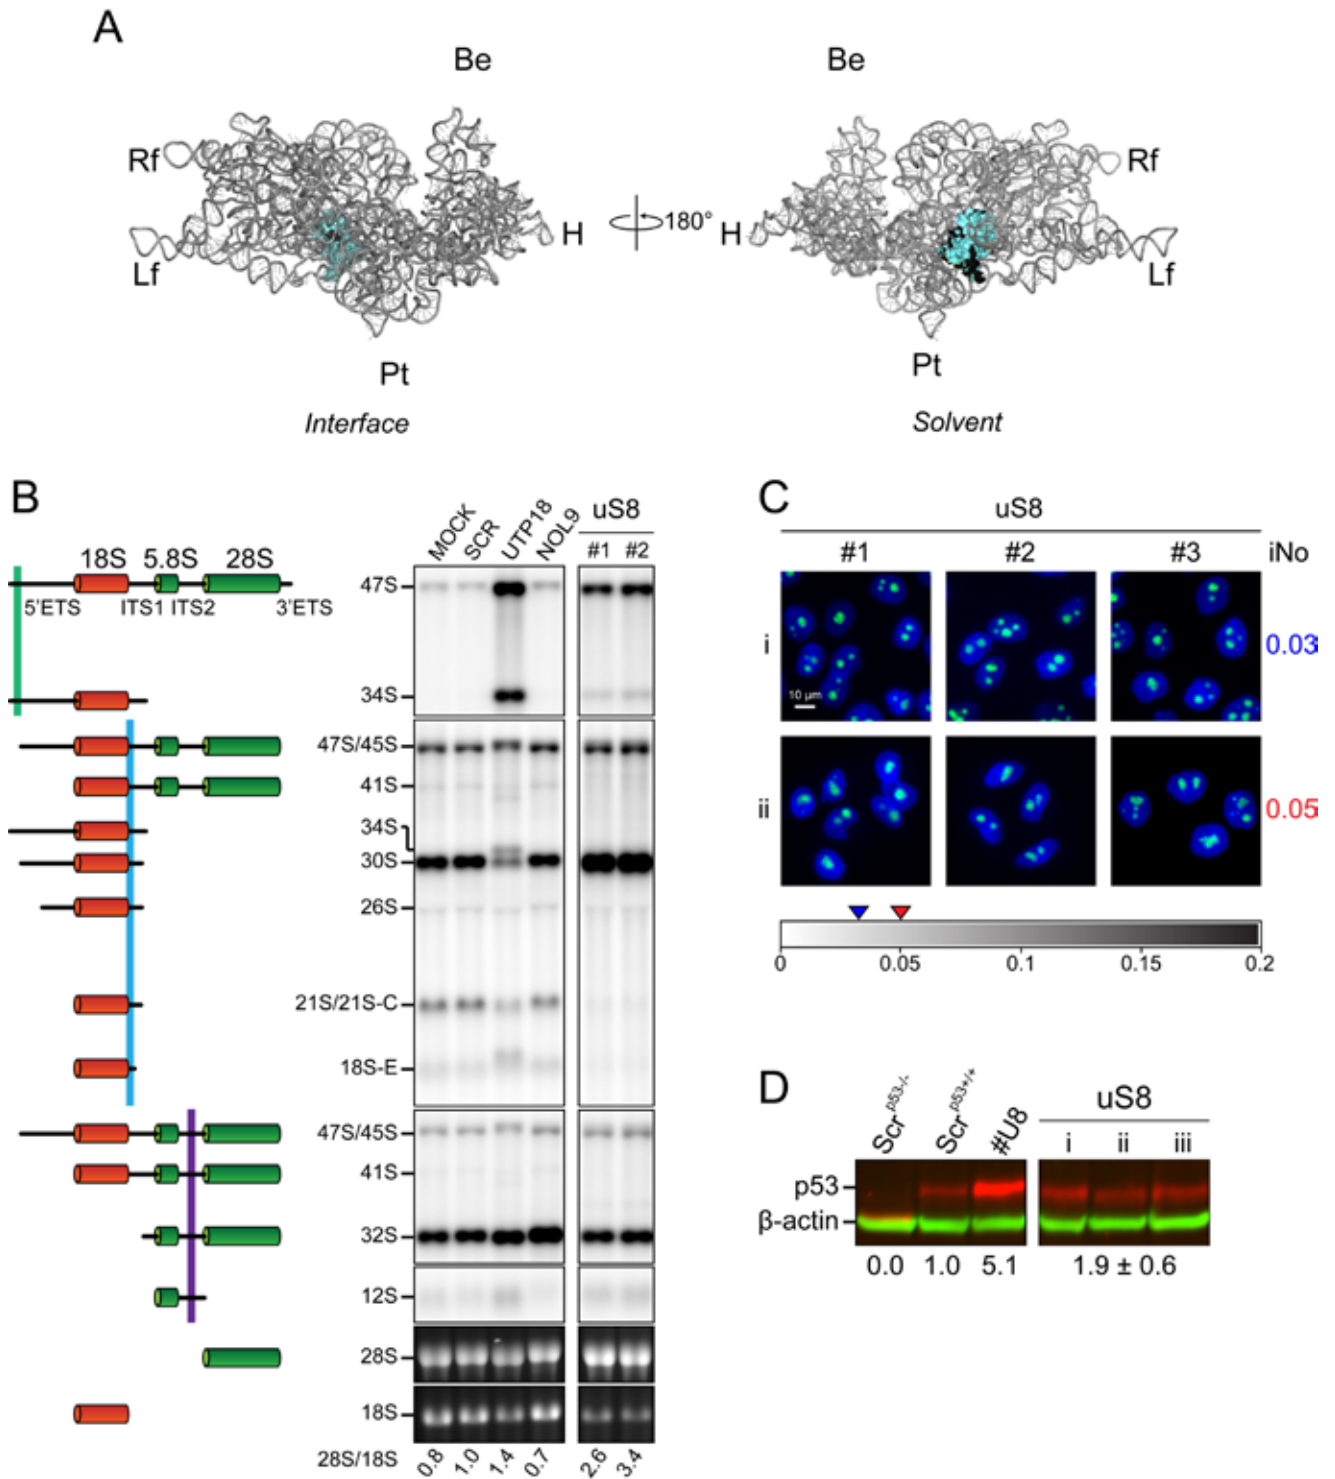 A
Be
Be
Rf
Rf
H
180°
H
Lf
Lf
Pt
Pt
Interface
Solvent
B
MOCK
SCR
UTP18
NOL9
uS8
#1 #2
18S 5.8S 28S
5'ETS ITS1 ITS2 3'ETS
47S
34S
47S/45S
41S
34S
30S
26S
21S/21S-C
18S-E
47S/45S
41S
32S
12S
28S
18S
28S/18S
0.8 1.0 1.4 0.7 2.6 3.4
C
uS8
#1 #2 #3 iNo
i
10 µm
0.03
ii
0.05
0 0.05 0.1 0.15 0.2
D
Scr p53-/-
Scr p53+/+
#U8
uS8
i ii iii
p53
β-actin
0.0 1.0 5.1 1.9 ± 0.6